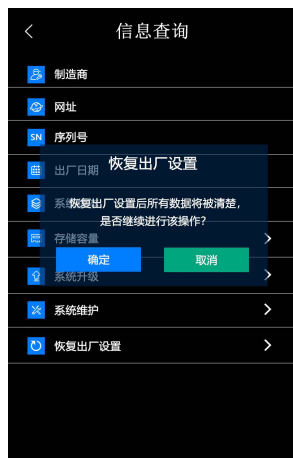 信息查询
制造商
网址
SN 序列号
出厂日期
恢复出厂设置
系统
恢复出厂设置后所有数据将被清楚，
是否继续进行该操作？
存储容量
确定
取消
系统升级
系统维护
恢复出厂设置